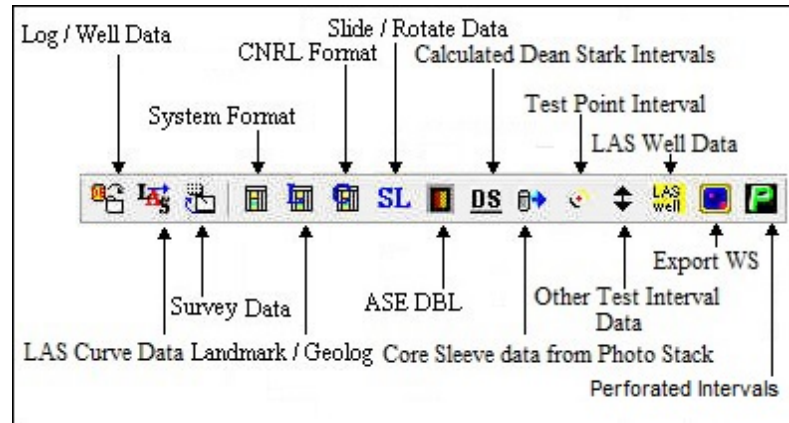 Log / Well Data
Slide / Rotate Data
CNRL Format
Calculated Dean Stark Intervals
System Format
Test Point Interval
LAS Well Data
LAS
SL
DS
LAS
well
P
Survey Data
ASE DBL
Export WS
Other Test Interval
Data
LAS Curve Data
Landmark / Geolog
Core Sleeve data from Photo Stack
Perforated Intervals